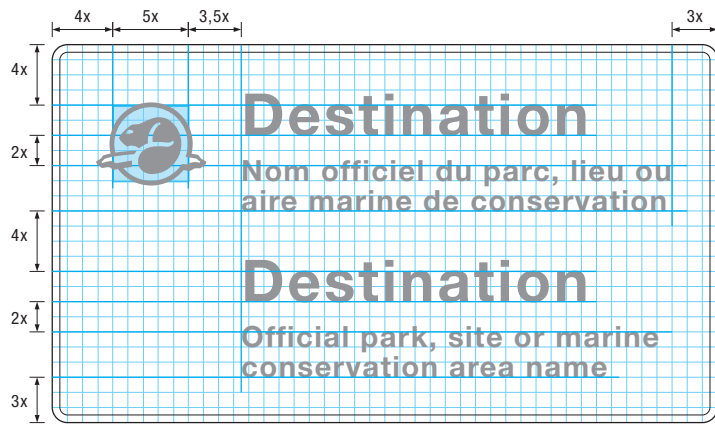 4x 5x 3,5x 3x
4x
Destination
2x
Nom officiel du parc, lieu ou
aire marine de conservation
4x
Destination
2x
Official park, site or marine
conservation area name
3x